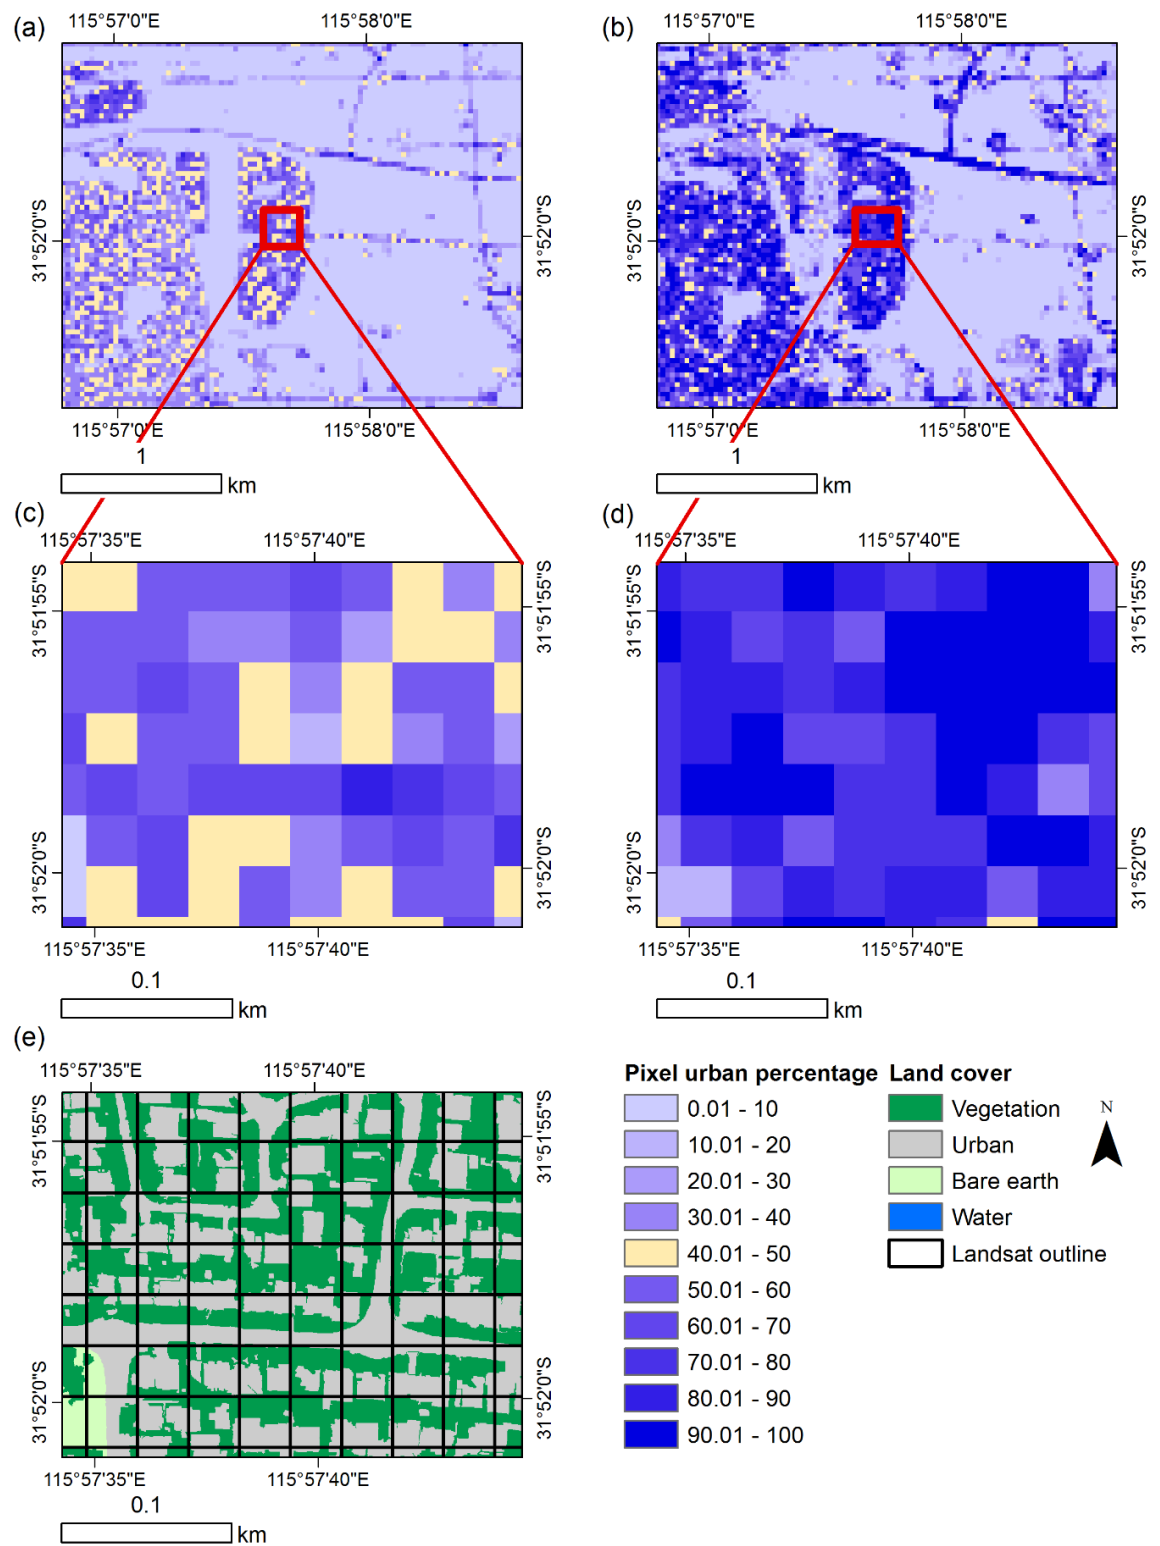 (a)
115°57'0"E
115°58'0"E
(b)
115°57'0"E
115°58'0"E
31°52'0"S
31°52'0"S
31°52'0"S
31°52'0"S
115°57'0"E
115°58'0"E
115°57'0"E
115°58'0"E
1
km
1
km
(c)
115°57'35"E
115°57'40"E
(d)
115°57'35"E
115°57'40"E
31°51'55"S
31°51'55"S
31°51'55"S
31°51'55"S
31°52'0"S
31°52'0"S
31°52'0"S
31°52'0"S
115°57'35"E
115°57'40"E
115°57'35"E
115°57'40"E
0.1
km
0.1
km
(e)
115°57'35"E
115°57'40"E
31°51'55"S
31°51'55"S
31°52'0"S
31°52'0"S
115°57'35"E
115°57'40"E
0.1
km
Pixel urban percentage
0.01 - 10
10.01 - 20
20.01 - 30
30.01 - 40
40.01 - 50
50.01 - 60
60.01 - 70
70.01 - 80
80.01 - 90
90.01 - 100
Land cover
Vegetation
Urban
Bare earth
Water
Landsat outline
N